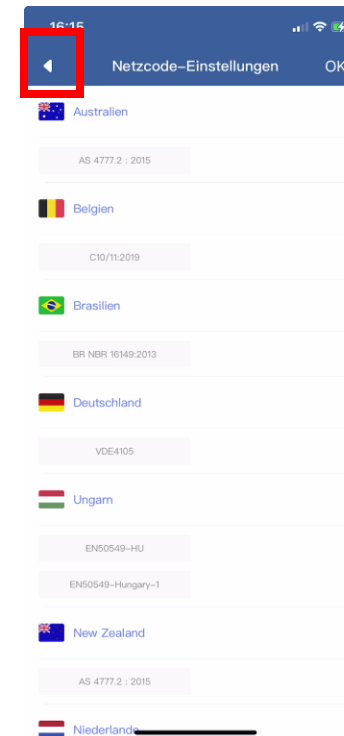 16:15
Netzcode-Einstellungen OK
Australien
AS 4777.2 : 2015
Belgien
C10/11:2019
Brasilien
BR NBR 16149:2013
Deutschland
VDE4105
Ungarn
EN50549-HU
EN50549-Hungary-1
New Zealand
AS 4777.2 : 2015
Niederlande